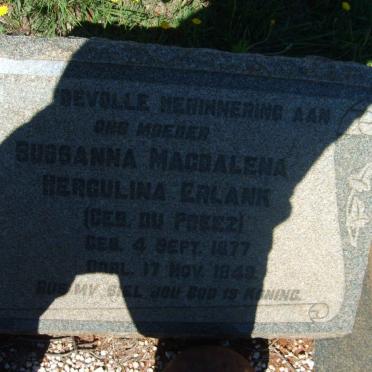 LIEFDEVOLLE HERINNERING AAN
ONS MOEDER
SUSSANNA MAGDALENA
HERCULINA ERLANK
(GEB. DU PREEZ)
GEB. 4 SEPT. 1877
OORL. 17 NOV. 1949.
RUS MY SIEL JOU GOD IS KONING.